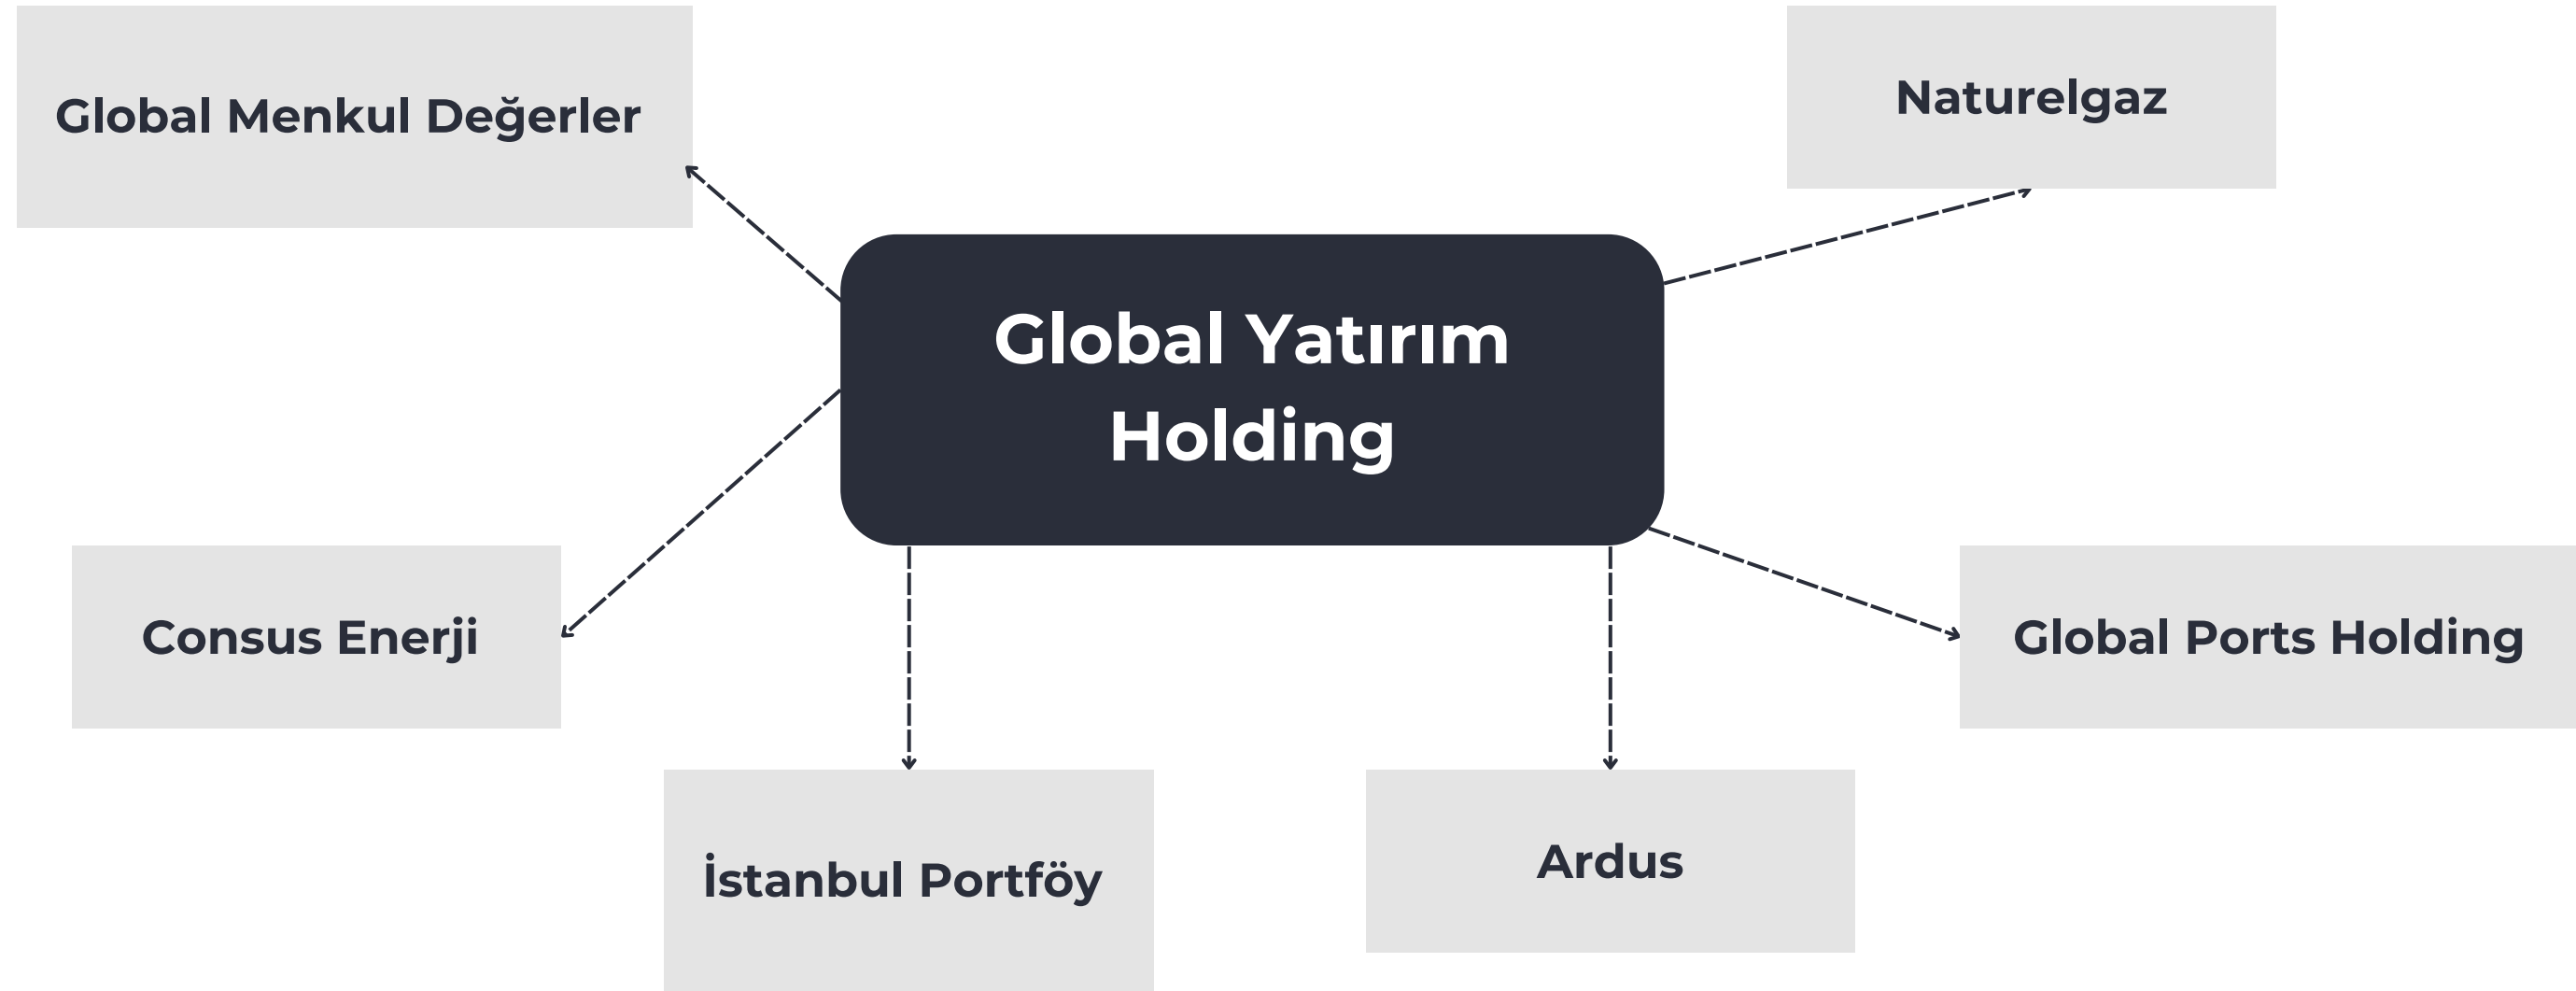 Global Menkul Değerler
Naturelgaz
Global Yatırım
Holding
Consus Enerji
Global Ports Holding
İstanbul Portföy
Ardus